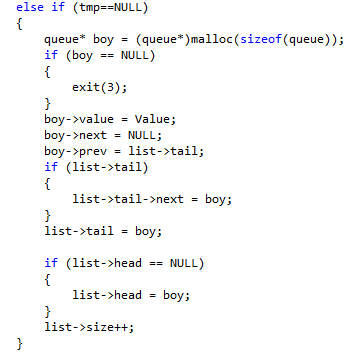 else if (tmp==NULL)
{
    queue* boy = (queue*)malloc(sizeof(queue));
    if (boy == NULL)
    {
        exit(3);
    }
    boy->value = Value;
    boy->next = NULL;
    boy->prev = list->tail;
    if (list->tail)
    {
        list->tail->next = boy;
    }
    list->tail = boy;

    if (list->head == NULL)
    {
        list->head = boy;
    }
    list->size++;
}